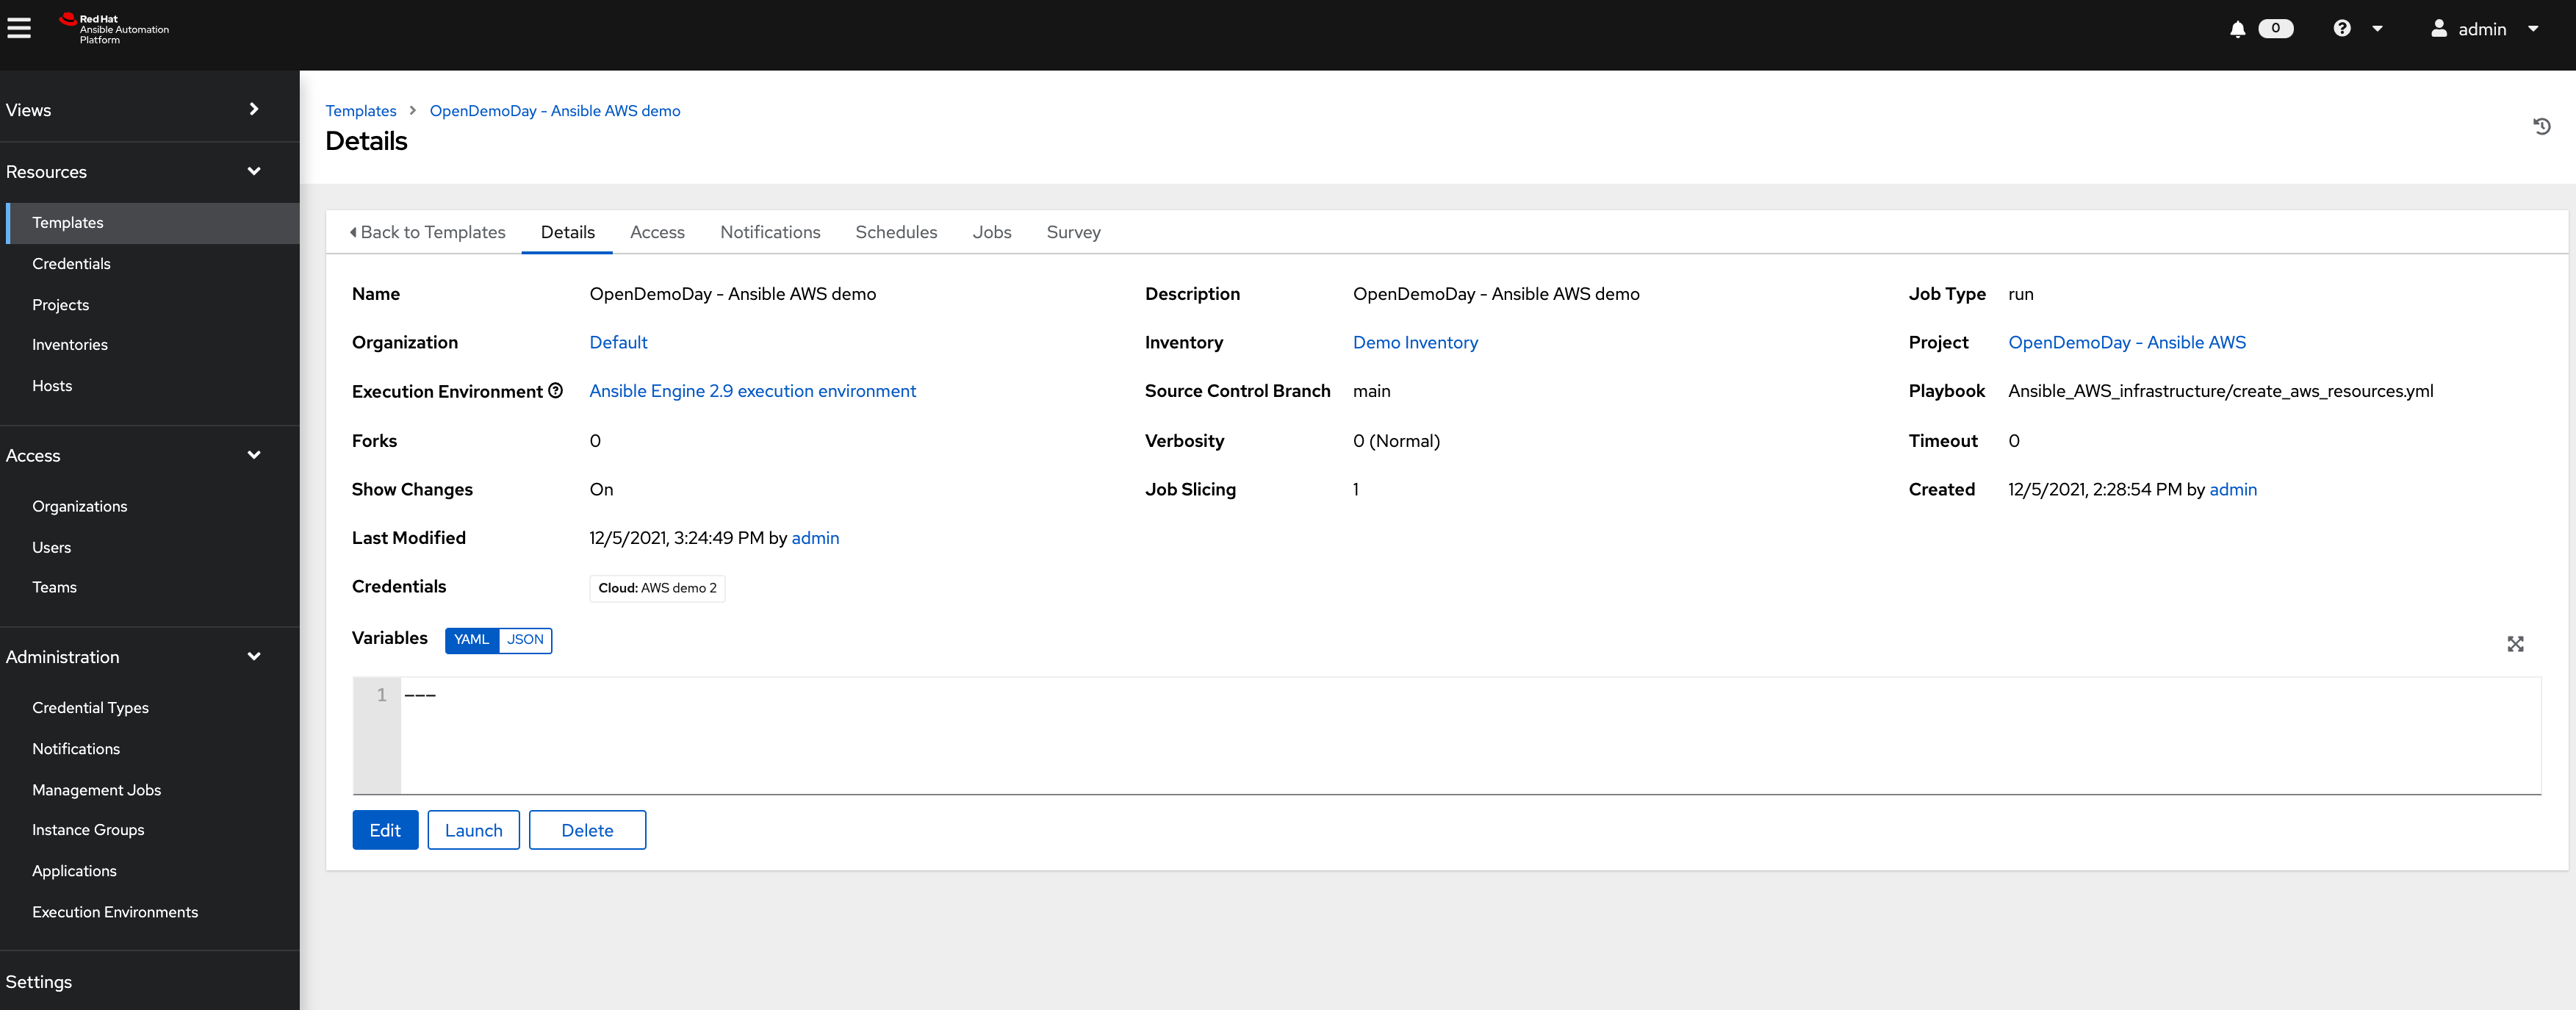 Red Hat
Ansible Automation
Platform
0
admin
Views
Resources
Templates
Credentials
Projects
Inventories
Hosts
Access
Organizations
Users
Teams
Administration
Credential Types
Notifications
Management Jobs
Instance Groups
Applications
Execution Environments
Settings
Templates > OpenDemoDay - Ansible AWS demo
Details
Back to Templates Details Access Notifications Schedules Jobs Survey
Name OpenDemoDay - Ansible AWS demo Description OpenDemoDay - Ansible AWS demo Job Type run
Organization Default Inventory Demo Inventory Project OpenDemoDay - Ansible AWS
Execution Environment Ansible Engine 2.9 execution environment Source Control Branch main Playbook Ansible_AWS_infrastructure/create_aws_resources.yml
Forks 0 Verbosity 0 (Normal) Timeout 0
Show Changes On Job Slicing 1 Created 12/5/2021, 2:28:54 PM by admin
Last Modified 12/5/2021, 3:24:49 PM by admin
Credentials Cloud: AWS demo 2
Variables YAML JSON
1 ---
Edit Launch Delete